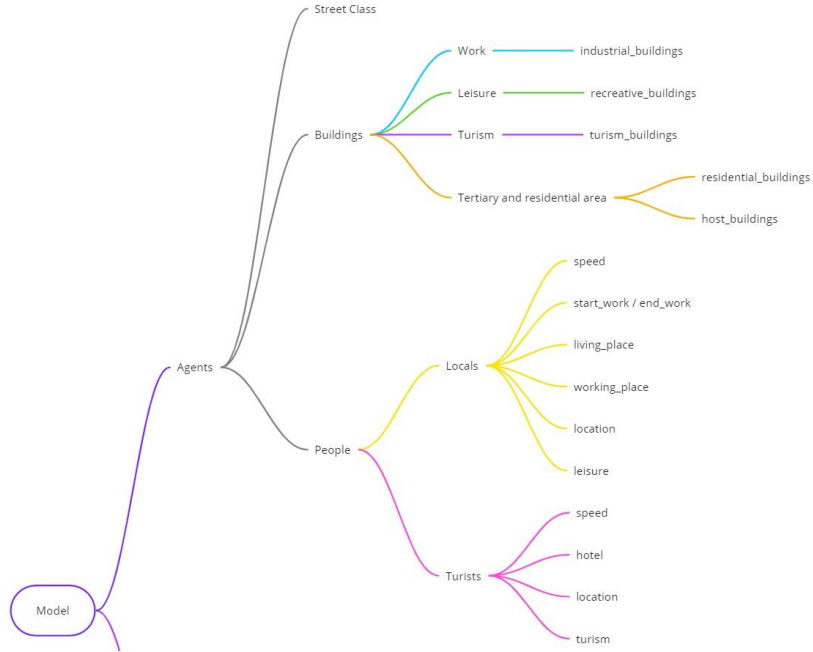 Street Class
Work
industrial_buildings
Leisure
recreative_buildings
Buildings
Turism
turism_buildings
residential_buildings
Tertiary and residential area
host_buildings
speed
start_work / end_work
living_place
Agents
Locals
working_place
location
People
leisure
speed
hotel
Turists
location
Model
turism